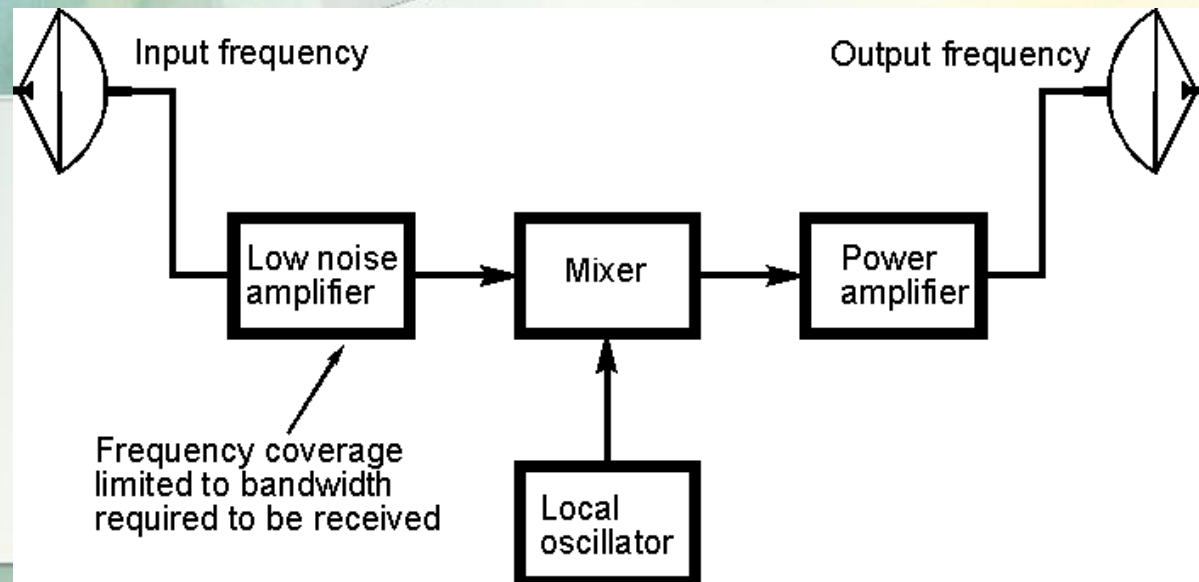 Input frequency
Output frequency
Low noise
amplifier
Mixer
Power
amplifier
Frequency coverage
limited to bandwidth
required to be received
Local
oscillator